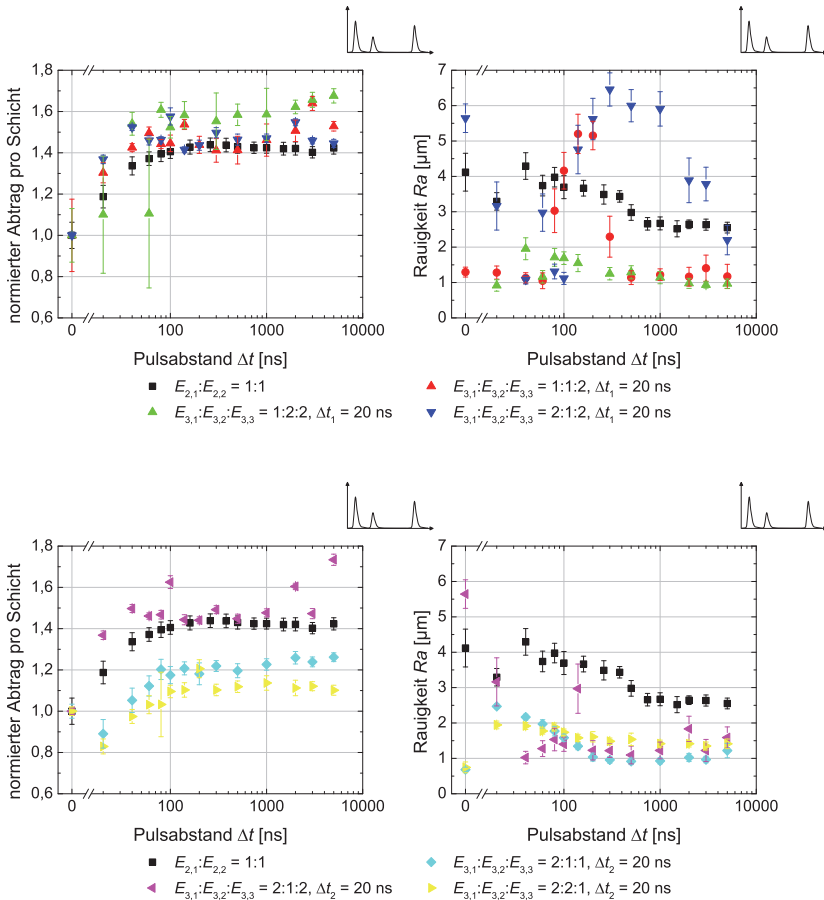 1,8
1,6
1,4
1,2
1,0
0,8
0,6
normierter Abtrag pro Schicht
0 100 1000 10000
Pulsabstand Δt [ns]
7
6
5
4
3
2
1
0
Rauigkeit Ra [µm]
0 100 1000 10000
Pulsabstand Δt [ns]
E2,1:E2,2 = 1:1
E3,1:E3,2:E3,3 = 1:1:2, Δt1 = 20 ns
E3,1:E3,2:E3,3 = 1:2:2, Δt1 = 20 ns
E3,1:E3,2:E3,3 = 2:1:2, Δt1 = 20 ns
1,8
1,6
1,4
1,2
1,0
0,8
0,6
normierter Abtrag pro Schicht
0 100 1000 10000
Pulsabstand Δt [ns]
7
6
5
4
3
2
1
0
Rauigkeit Ra [µm]
0 100 1000 10000
Pulsabstand Δt [ns]
E2,1:E2,2 = 1:1
E3,1:E3,2:E3,3 = 2:1:1, Δt2 = 20 ns
E3,1:E3,2:E3,3 = 2:1:2, Δt2 = 20 ns
E3,1:E3,2:E3,3 = 2:2:1, Δt2 = 20 ns